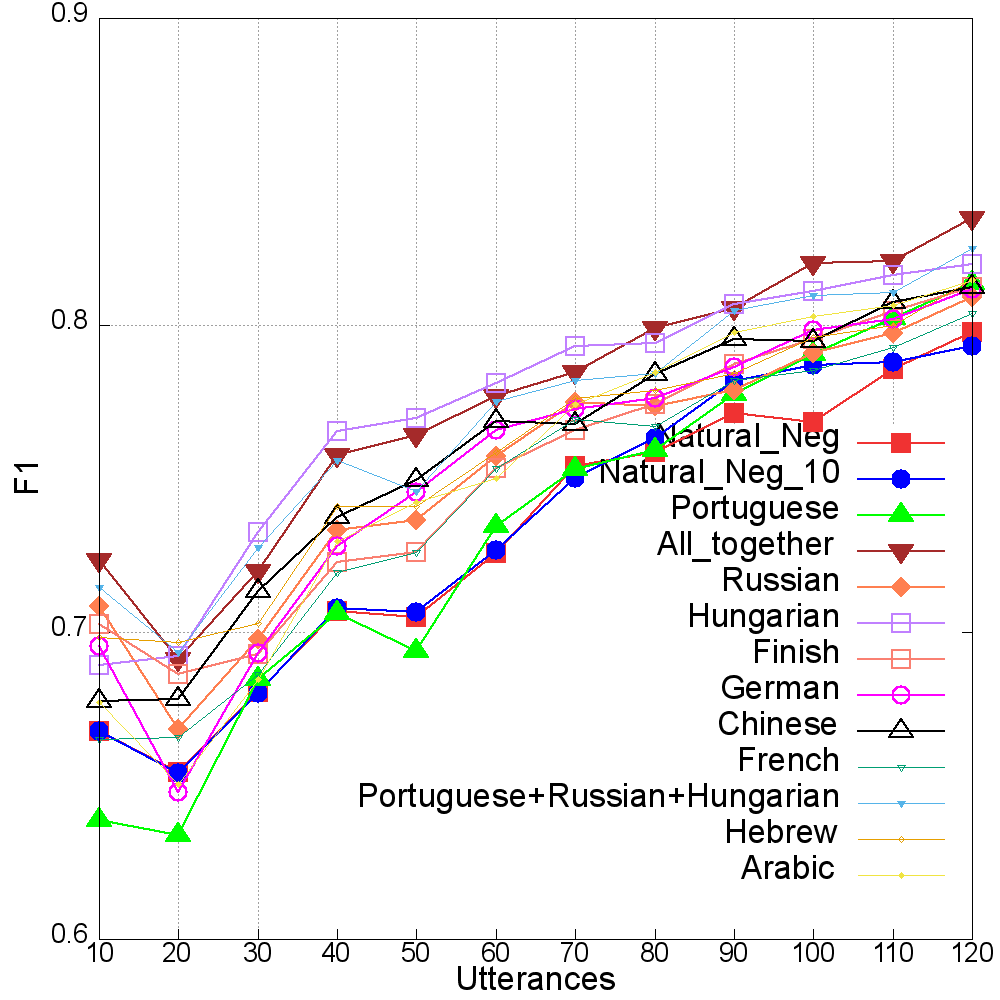 0.9
0.8
0.7
0.6
F1
Natural_Neg
Natural_Neg_10
Portuguese
All_together
Russian
Hungarian
Finish
German
Chinese
French
Portuguese+Russian+Hungarian
Hebrew
Arabic
10 20 30 40 50 60 70 80 90 100 110 120
Utterances